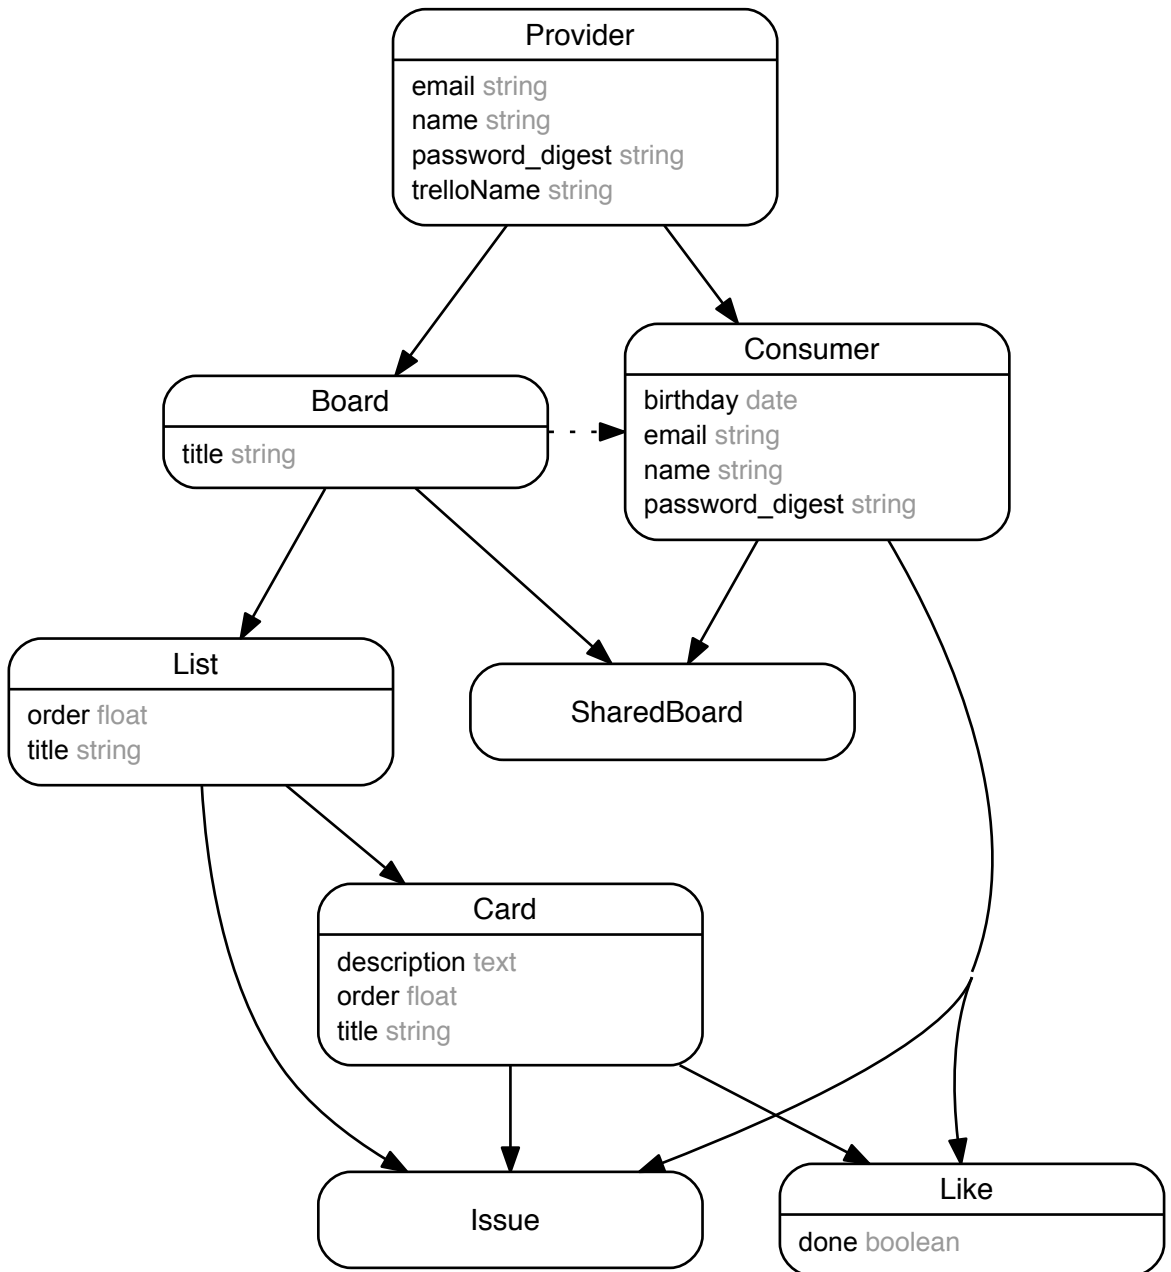 Provider
email string
name string
password_digest string
trelloName string
Consumer
birthday date
email string
name string
password_digest string
Board
title string
List
order float
title string
SharedBoard
Card
description text
order float
title string
Issue
Like
done boolean